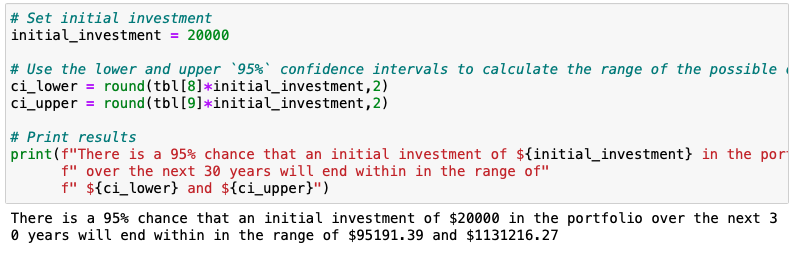 # Set initial investment
initial_investment = 20000
# Use the lower and upper `95%` confidence intervals to calculate the range of the possible
ci_lower = round(tbl[8]*initial_investment,2)
ci_upper = round(tbl[9]*initial_investment,2)
# Print results
print(f"There is a 95% chance that an initial investment of ${initial_investment} in the por
f" over the next 30 years will end within in the range of"
f" ${ci_lower} and ${ci_upper}")
There is a 95% chance that an initial investment of $20000 in the portfolio over the next 3
0 years will end within in the range of $95191.39 and $1131216.27